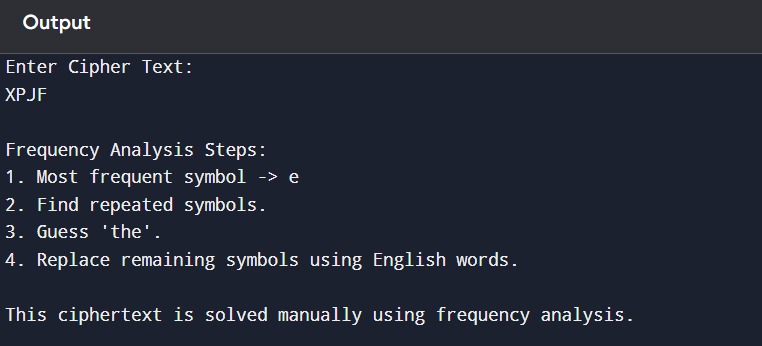 Output
Enter Cipher Text:
XPJF
Frequency Analysis Steps:
1. Most frequent symbol -> e
2. Find repeated symbols.
3. Guess 'the'.
4. Replace remaining symbols using English words.
This ciphertext is solved manually using frequency analysis.